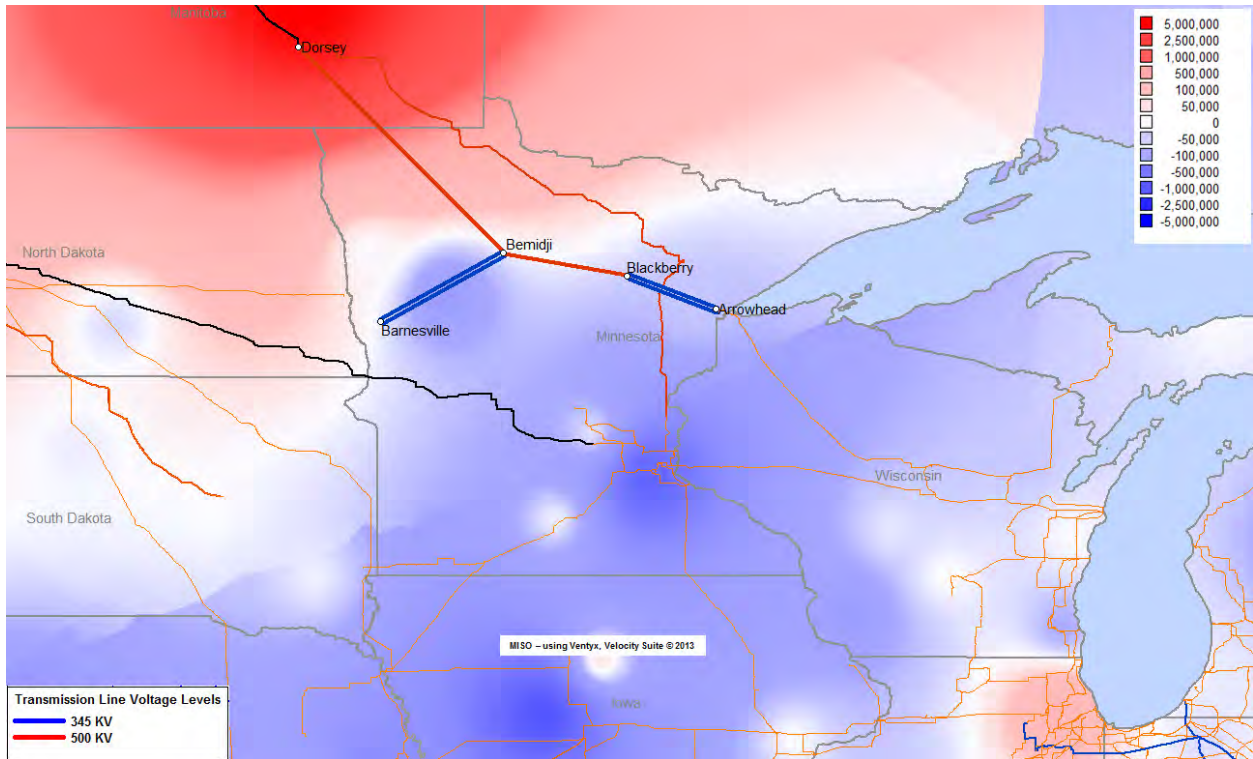 Manitoba
Dorsey
5,000,000
2,500,000
1,000,000
500,000
100,000
50,000
0
-50,000
-100,000
-500,000
-1,000,000
-2,500,000
-5,000,000
North Dakota
Bemidji
Blackberry
Arrowhead
Barnesville
Minnesota
Wisconsin
South Dakota
MISO – using Ventyx, Velocity Suite © 2013
Iowa
Transmission Line Voltage Levels
345 KV
500 KV